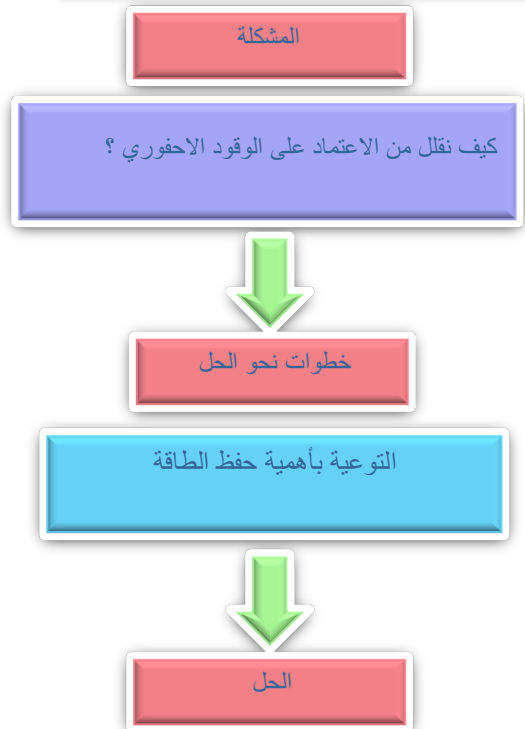 المشكلة
كيف نقلل من الاعتماد على الوقود الاحفوري ؟
خطوات نحو الحل
التوعية بأهمية حفظ الطاقة
الحل